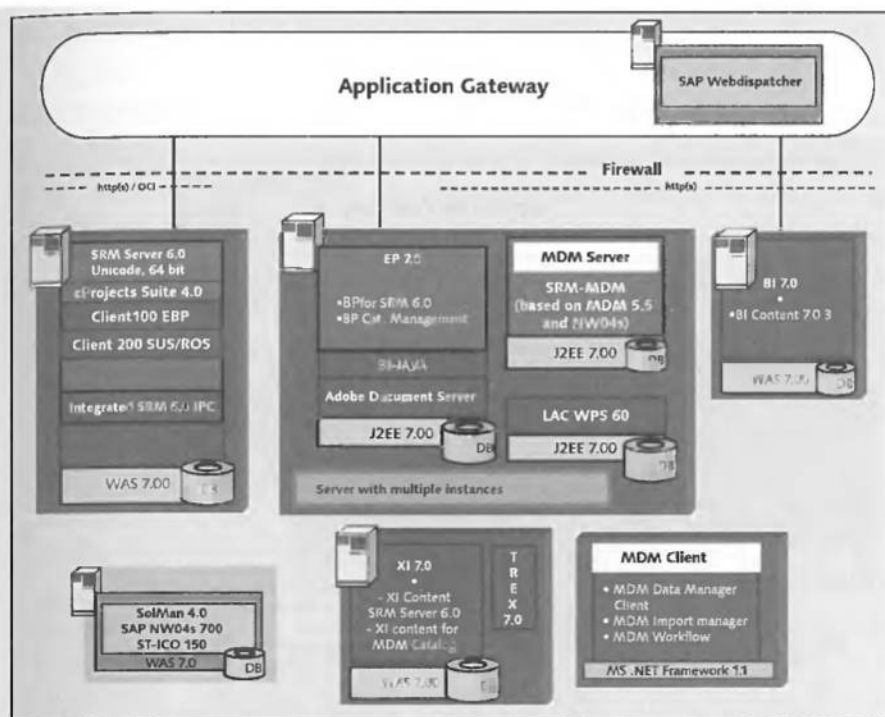 Application Gateway
SAP Webdispatcher
Firewall
http(s) / OCI
http(s)
SRM Server 6.0
Unicode, 64 bit
cProjects Suite 4.0
Client100 EBP
Client 200 SUS/ROS
Integrated SRM 6.0 IPC
WAS 7.00
DB
EP 7.0
•BPfor SRM 6.0
•BP Cat. Management
BI-JAVA
Adobe Document Server
J2EE 7.00
DB
MDM Server
SRM-MDM
(based on MDM 5.5
and NW04s)
J2EE 7.00
DB
LAC WPS 60
J2EE 7.00
DB
Server with multiple instances
BI 7.0
•
•BI Content 7.0 3
WAS 7.00
DB
SolMan 4.0
SAP NW04s 700
ST-ICO 150
WAS 7.0
DB
XI 7.0
•
- XI Content
SRM Server 6.0
- XI content for
MDM Catalog
WAS 7.00
DB
T
R
E
X
7.0
MDM Client
• MDM Data Manager
Client
• MDM Import manager
• MDM Workflow
MS .NET Framework 1.1